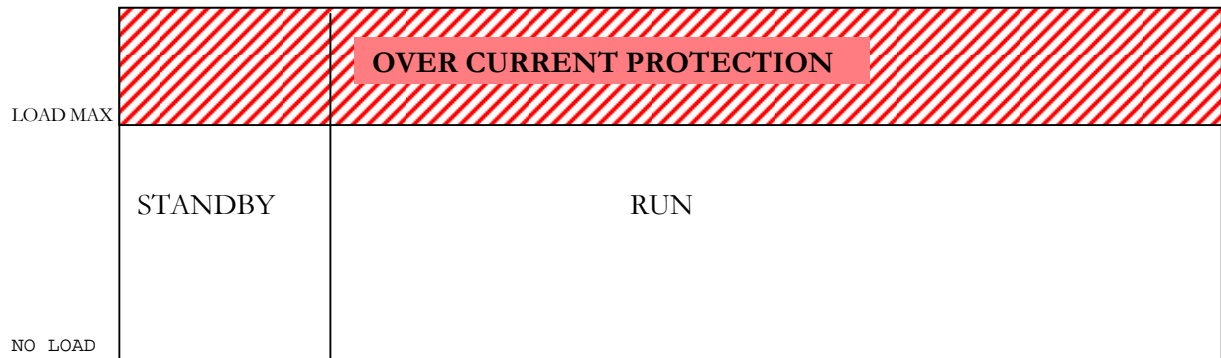 OVER CURRENT PROTECTION
LOAD MAX
STANDBY RUN
NO LOAD